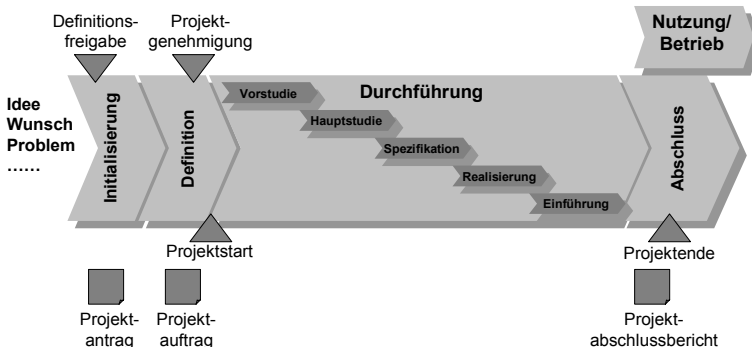 Definitions-
freigabe
Projekt-
genehmigung
Nutzung/
Betrieb
Idee
Wunsch
Problem
......
Initialisierung
Definition
Durchführung
Vorstudie
Hauptstudie
Spezifikation
Realisierung
Einführung
Abschluss
Projektstart
Projektende
Projekt-
antrag
Projekt-
auftrag
Projekt-
abschlussbericht